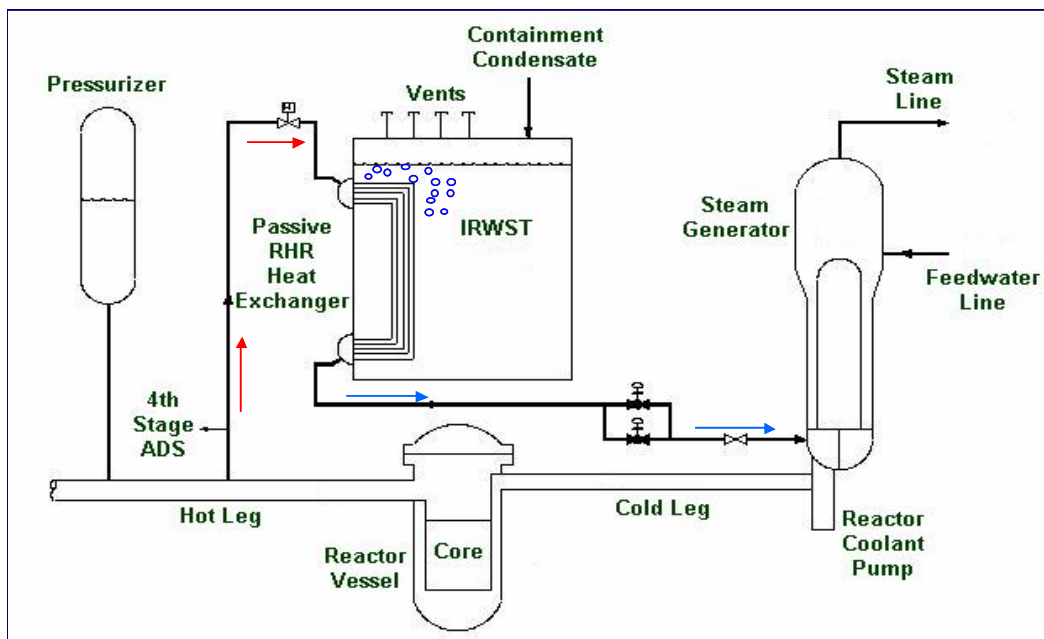 Containment
Condensate
Pressurizer
Vents
Steam
Line
Passive
RHR
Heat
Exchanger
IRWST
Steam
Generator
Feedwater
Line
4th
Stage
ADS
Hot Leg
Cold Leg
Reactor
Vessel
Core
Reactor
Coolant
Pump